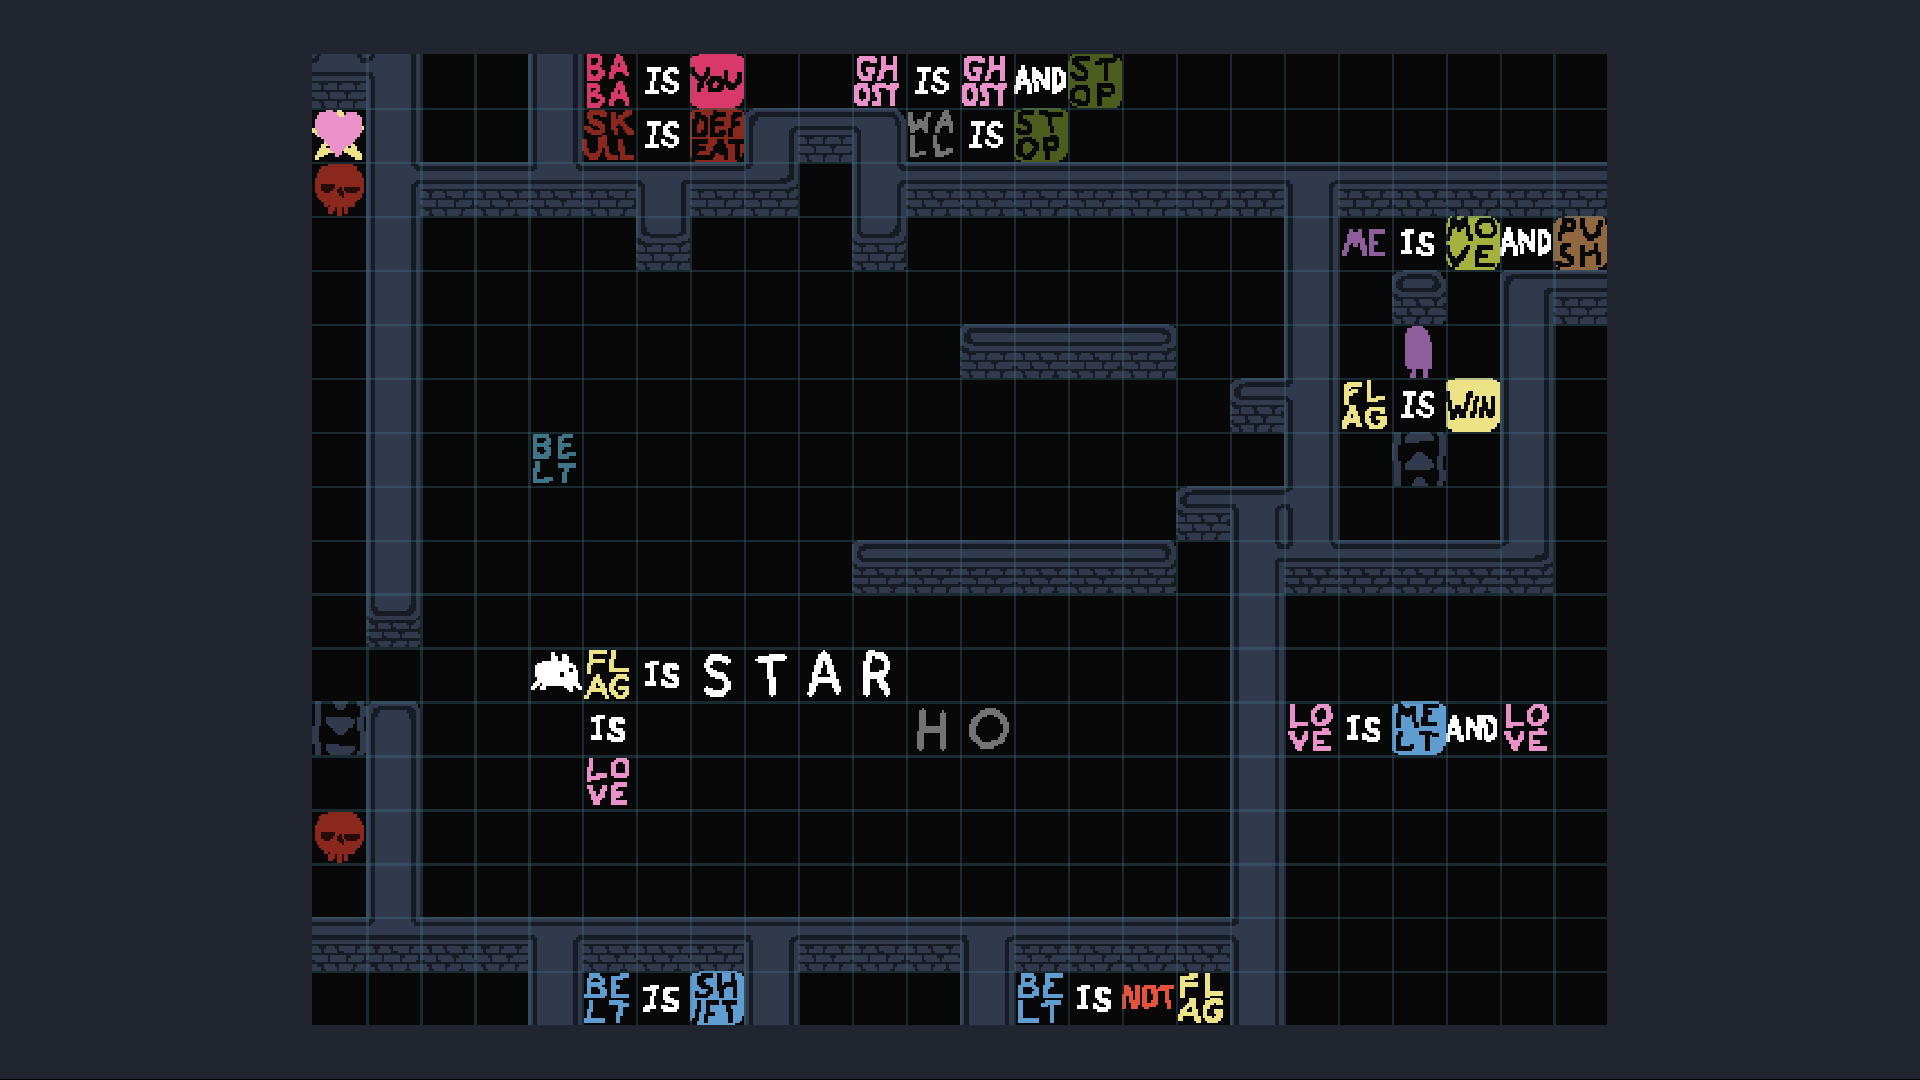 BABA IS YOU
GHOST IS GHOST AND STOP
SKULL IS DEFEAT
WALL IS STOP
ME IS MOVE AND PUSH
FLAG IS WIN
BELT
FLAG IS STAR
IS
HO
LOVE IS MELT AND LOVE
LOVE
BELT IS SHIFT
BELT IS NOT FLAG